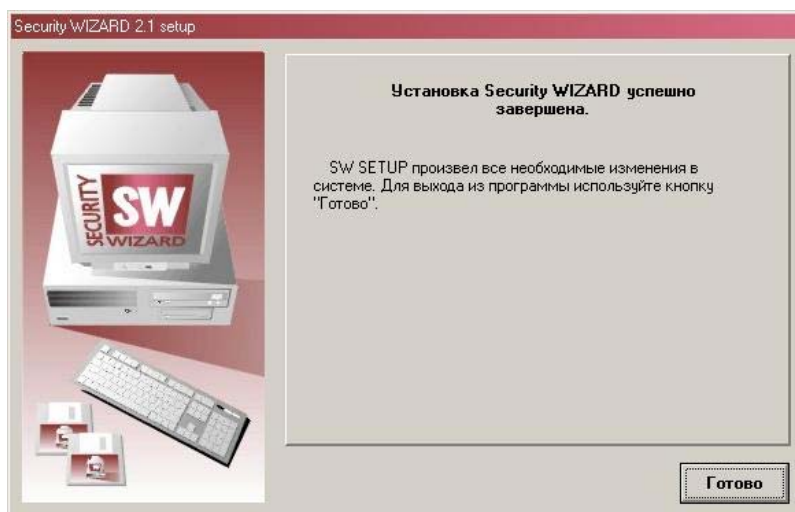 Security WIZARD 2.1 setup
SECURITY
SW
WIZARD
Установка Security WIZARD успешно
завершена.
SW SETUP произвел все необходимые изменения в
системе. Для выхода из программы используйте кнопку
"Готово".
Готово